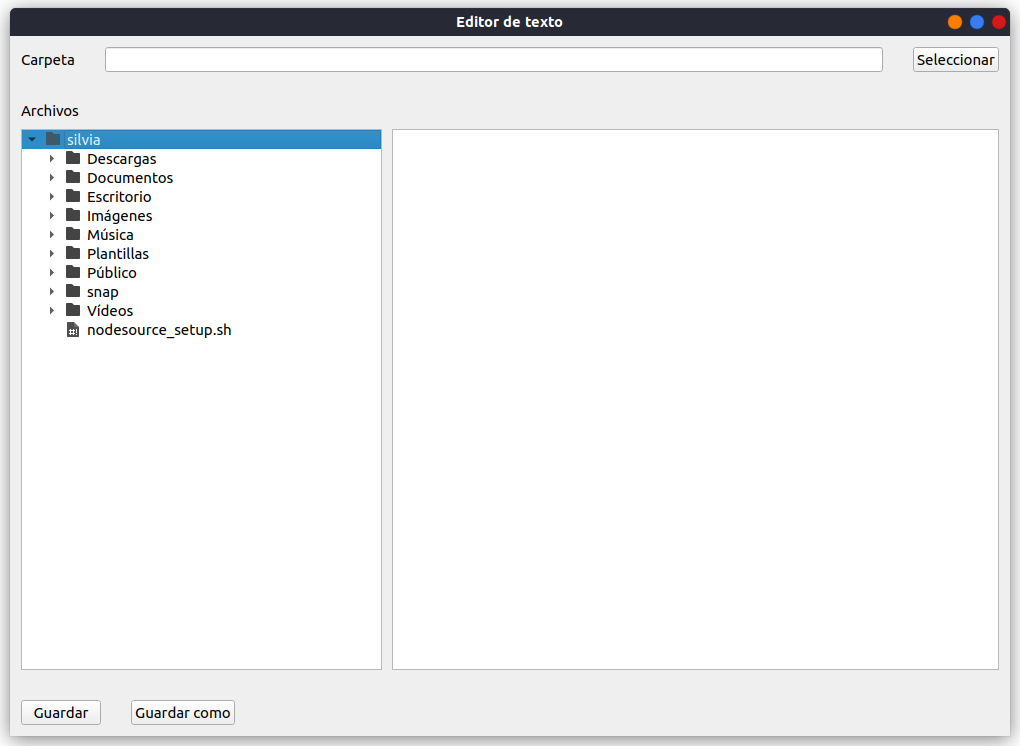 Editor de texto
Carpeta
Seleccionar
Archivos
silvia
Descargas
Documentos
Escritorio
Imágenes
Música
Plantillas
Público
snap
Vídeos
nodesource_setup.sh
Guardar
Guardar como